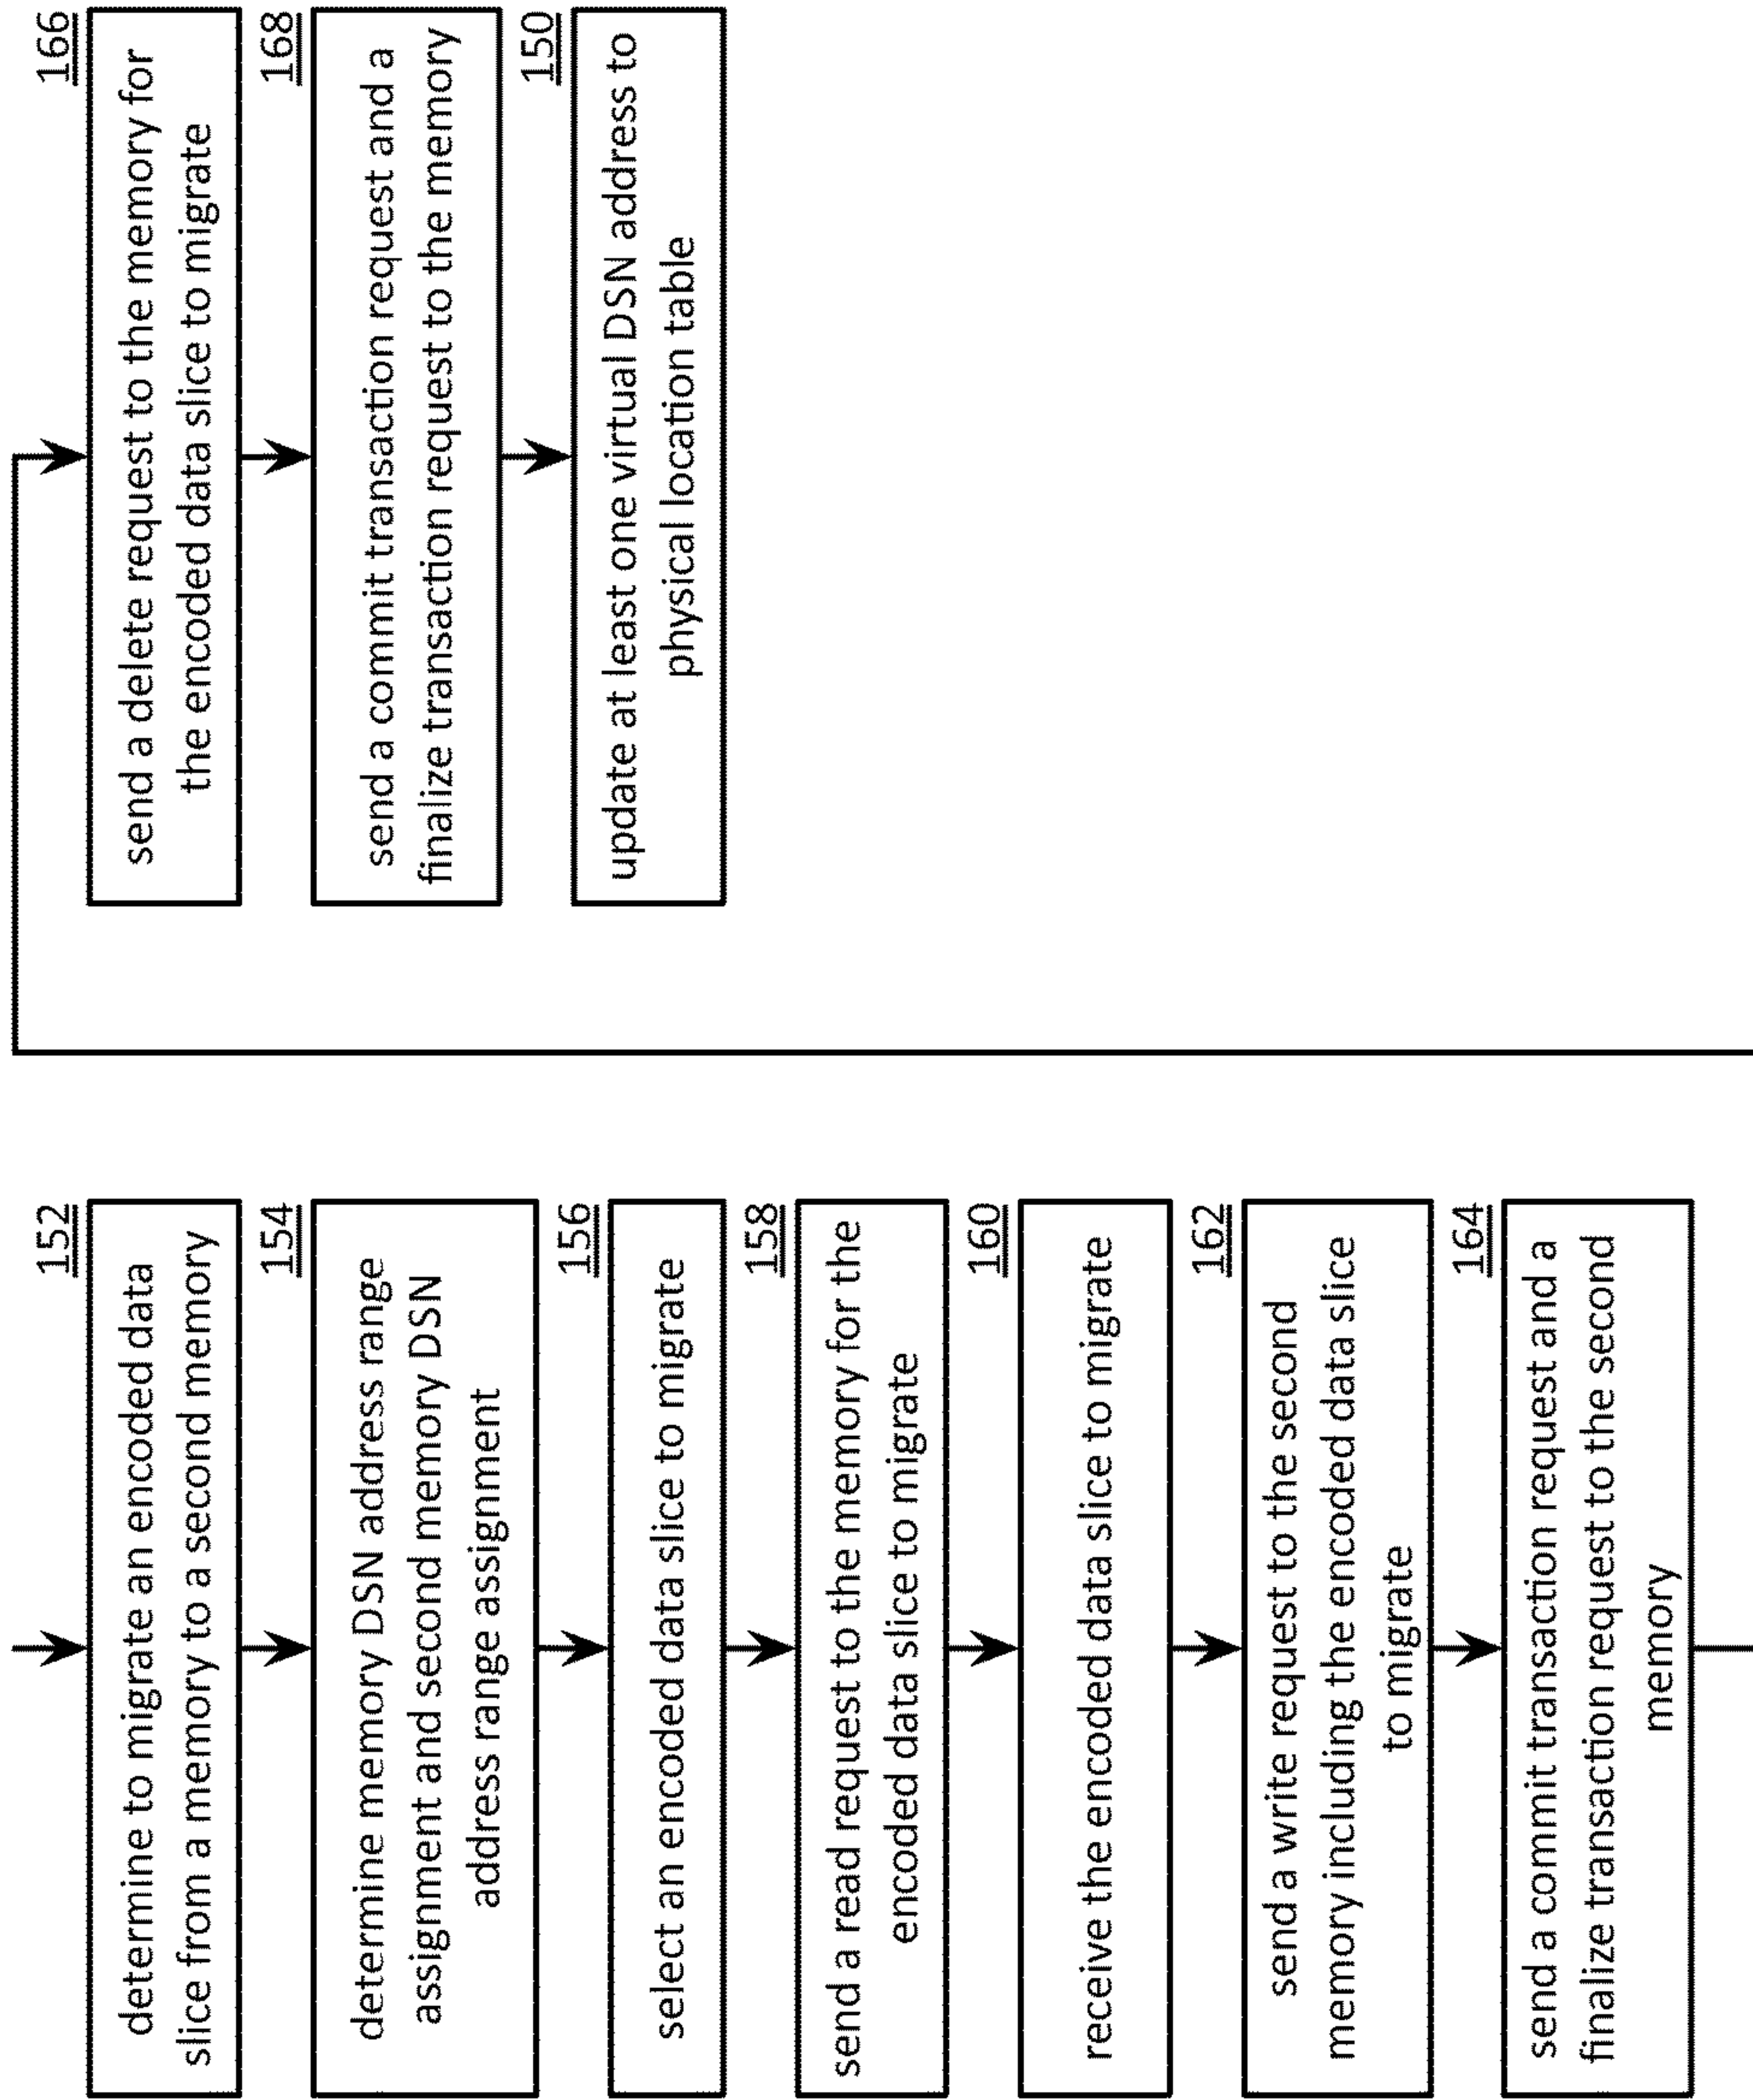 152
determine to migrate an encoded data
slice from a memory to a second memory
154
determine memory DSN address range
assignment and second memory DSN
address range assignment
156
select an encoded data slice to migrate
158
send a read request to the memory for the
encoded data slice to migrate
160
receive the encoded data slice to migrate
162
send a write request to the second
memory including the encoded data slice
to migrate
164
send a commit transaction request and a
finalize transaction request to the second
memory
166
send a delete request to the memory for
the encoded data slice to migrate
168
send a commit transaction request and a
finalize transaction request to the memory
150
update at least one virtual DSN address to
physical location table